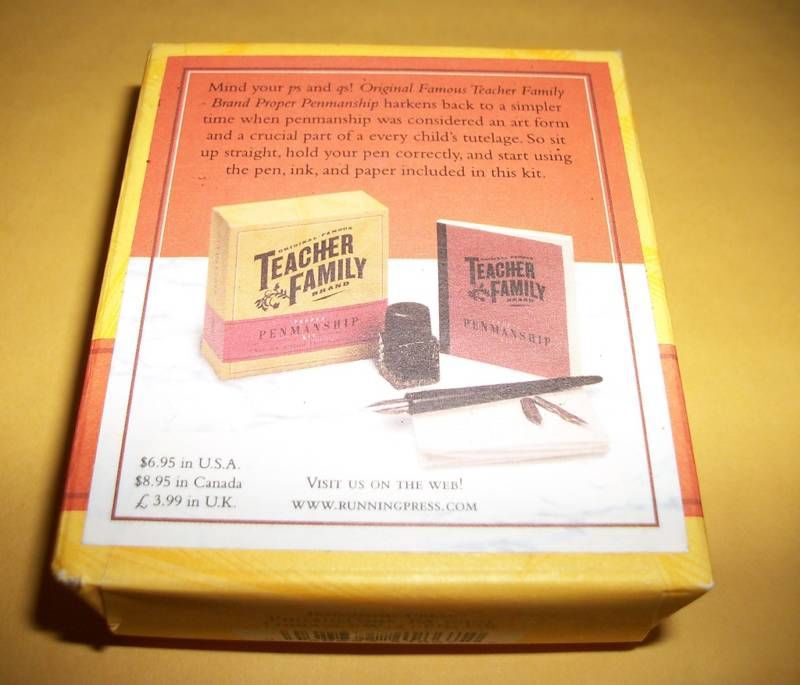 Mind your ps and qs! Original Famous Teacher Family
- Brand Proper Penmanship harkens back to a simpler
time when penmanship was considered an art form
and a crucial part of a every child's tutelage. So sit
up straight, hold your pen correctly, and start using
the pen, ink, and paper included in this kit.
ORIGINAL FAMOUS
TEACHER
FAMILY
BRAND
PROPER
PENMANSHIP
ORIGINAL FAMOUS
TEACHER
FAMILY
BRAND
PENMANSHIP
$6.95 in U.S.A.
$8.95 in Canada
£ 3.99 in U.K.
VISIT US ON THE WEB!
WWW.RUNNINGPRESS.COM